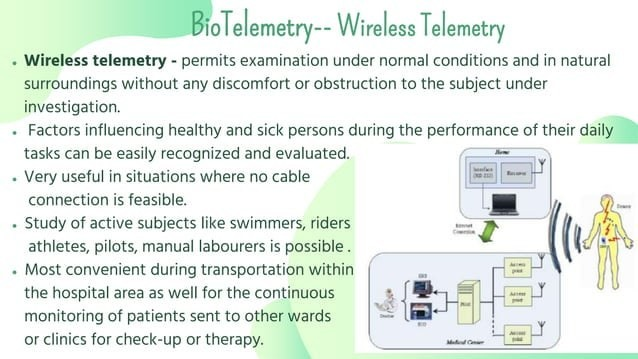 BioTelemetry-- Wireless Telemetry
Wireless telemetry - permits examination under normal conditions and in natural
surroundings without any discomfort or obstruction to the subject under
investigation.
Factors influencing healthy and sick persons during the performance of their daily
tasks can be easily recognized and evaluated.
Very useful in situations where no cable
connection is feasible.
Study of active subjects like swimmers, riders
athletes, pilots, manual labourers is possible .
Most convenient during transportation within
the hospital area as well for the continuous
monitoring of patients sent to other wards
or clinics for check-up or therapy.
Home
Interface
(RS-232)
Receiver
Internet
Connection
Access
point
Access
point
Access
point
Doctor
Medical Center